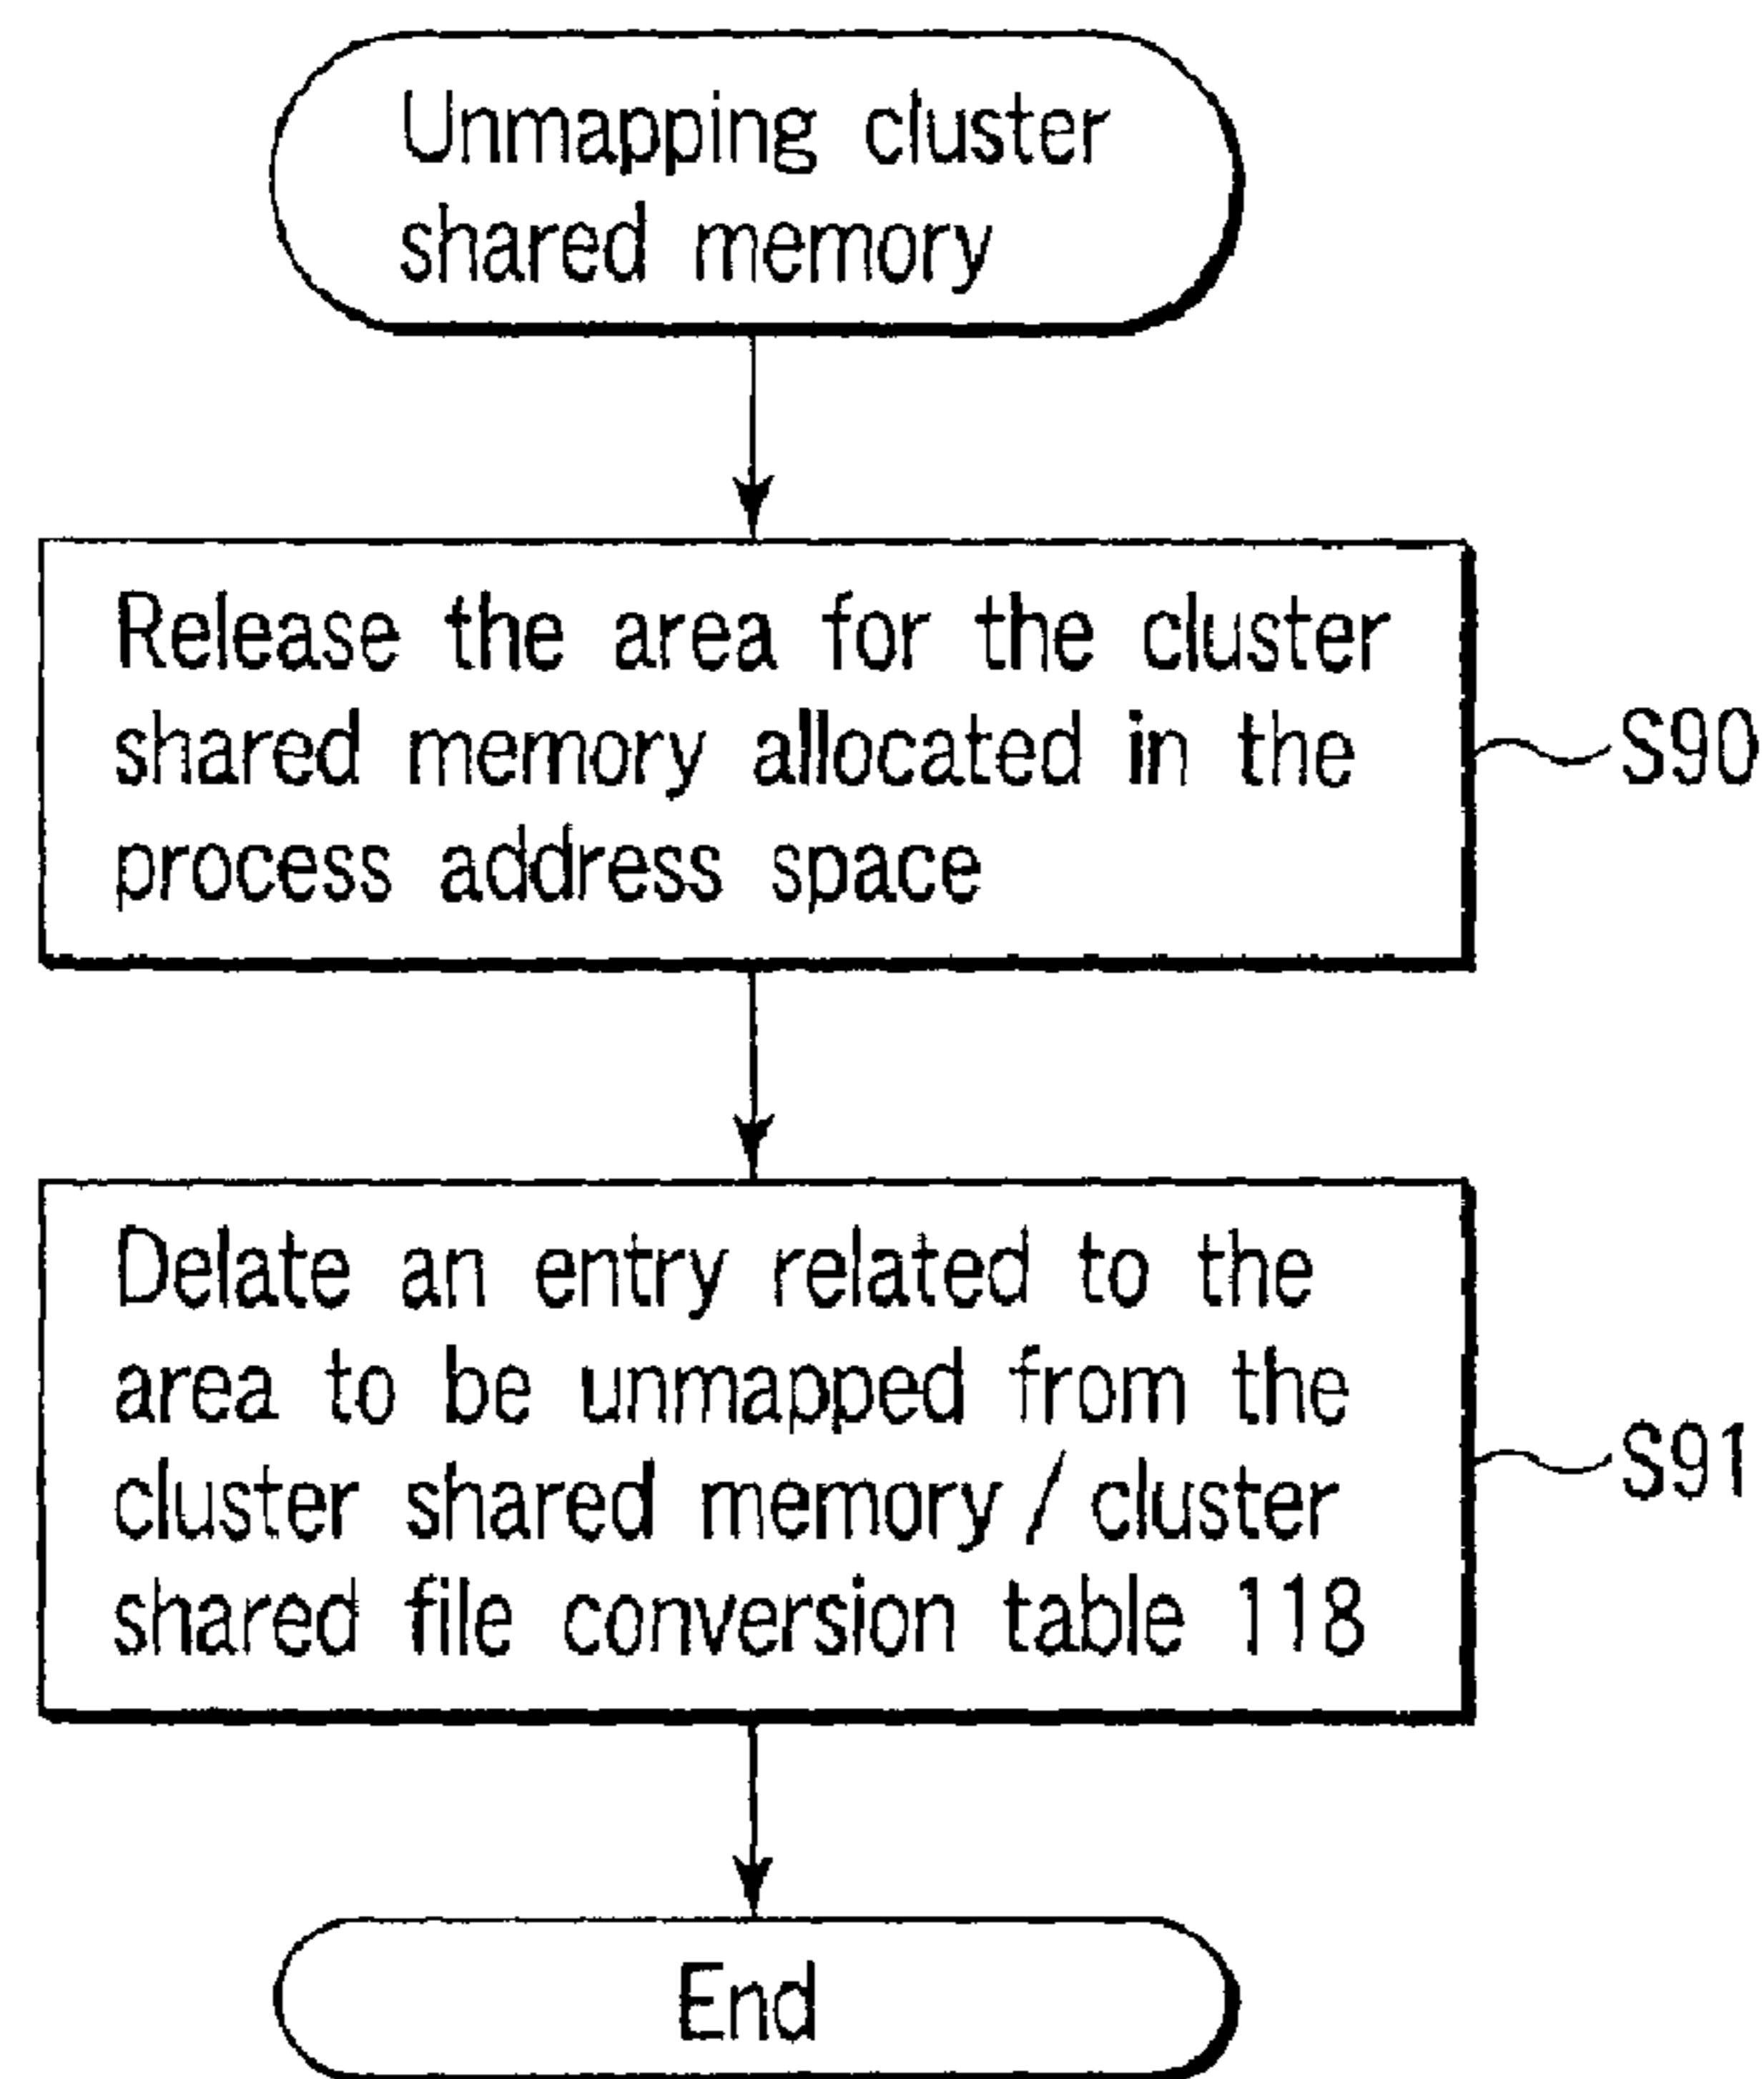 Unmapping cluster
shared memory
Release the area for the cluster
shared memory allocated in the
process address space
S90
Delate an entry related to the
area to be unmapped from the
cluster shared memory / cluster
shared file conversion table 118
S91
End